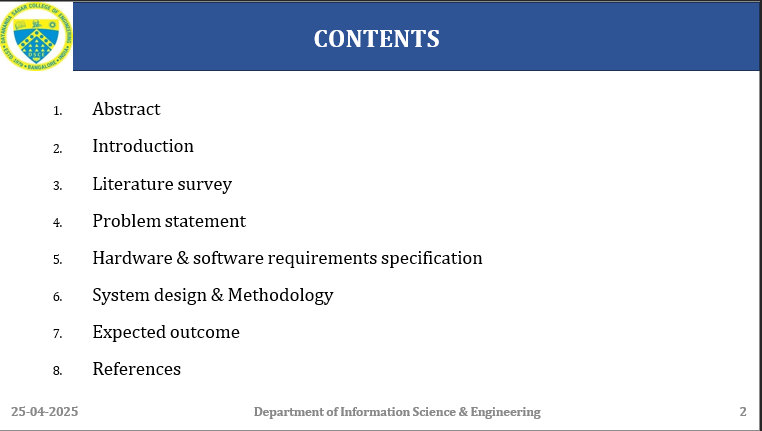 DAYANANDA SAGAR COLLEGE OF ENGINEERING
DSCE
ESTD. 1979 BANGALORE-INDIA
CONTENTS
1. Abstract
2. Introduction
3. Literature survey
4. Problem statement
5. Hardware & software requirements specification
6. System design & Methodology
7. Expected outcome
8. References
25-04-2025 Department of Information Science & Engineering 2